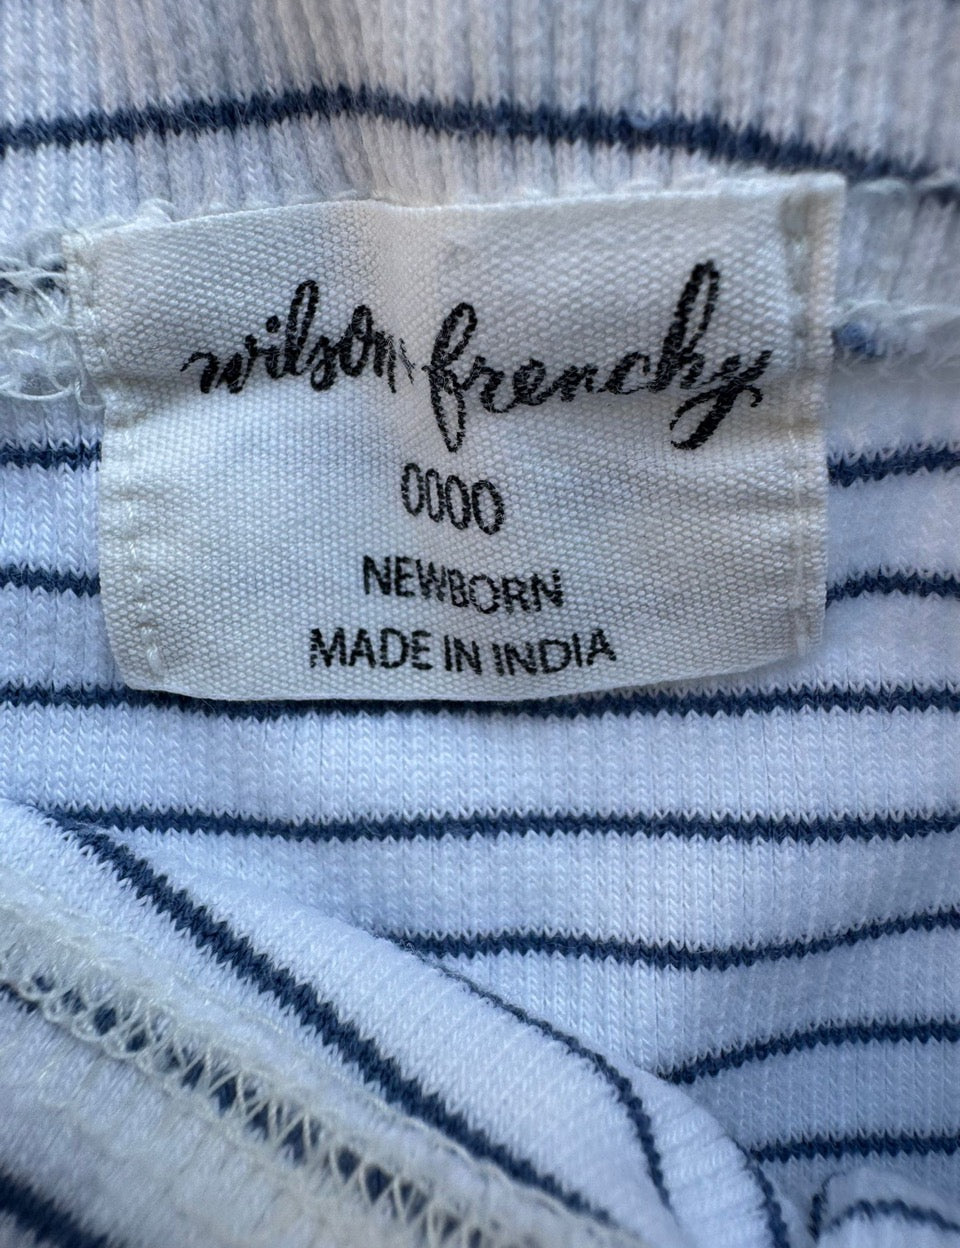 wilson + frenchy
0000
NEWBORN
MADE IN INDIA